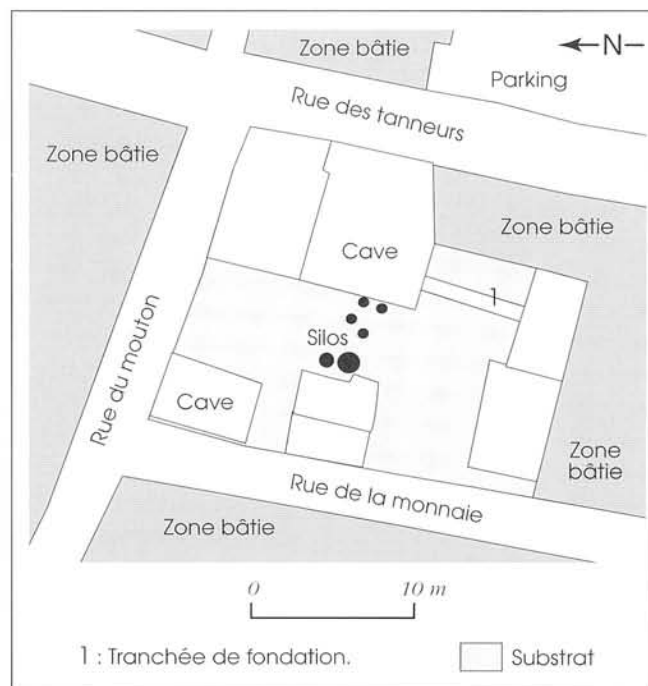 Zone bâtie
N
Parking
Rue des tanneurs
Zone bâtie
Zone bâtie
Cave
1
Silos
Rue du mouton
Cave
Zone bâtie
Rue de la monnaie
Zone bâtie
0 10 m
1 : Tranchée de fondation.
Substrat